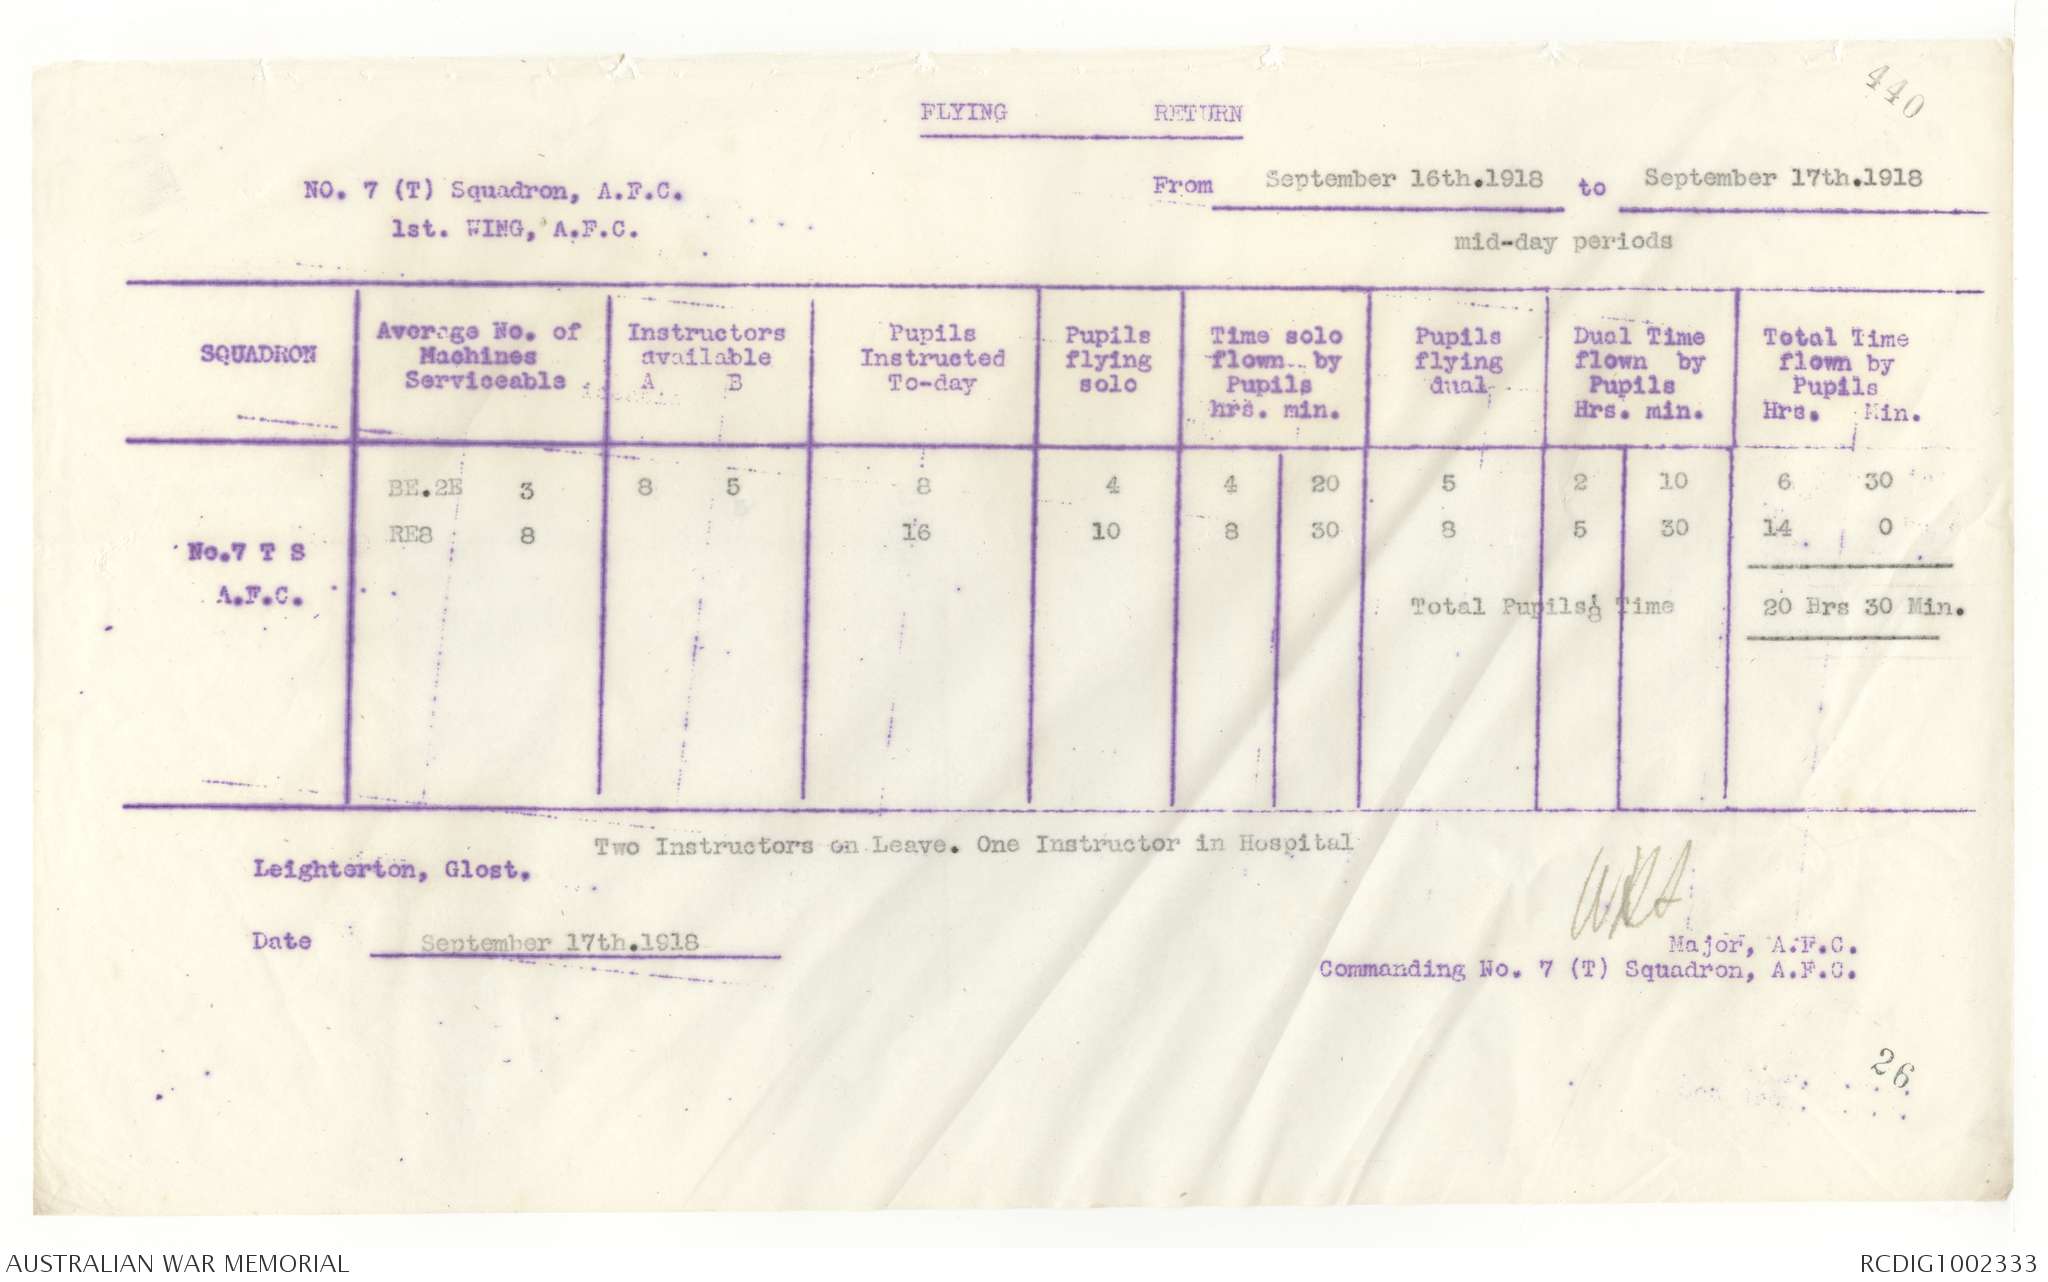 440
FLYING RETURN
NO. 7 (T) Squadron, A.F.C.
1st. WING, A.F.C.
From September 16th.1918 to September 17th.1918
mid-day periods
SQUADRON
Average No. of
Machines
Serviceable
Instructors
available
A B
Pupils
Instructed
To-day
Pupils
flying
solo
Time solo
flown by
Pupils
hrs. min.
Pupils
flying
dual
Dual Time
flown by
Pupils
Hrs. min.
Total Time
flown by
Pupils
Hrs. Min.
BE.2E 3 8 5 8 4 4 20 5 2 10 6 30
RE8 8 16 10 8 30 8 5 30 14 0
No.7 T S
A.F.C.
Total Pupils Time 20 Hrs 30 Min.
Two Instructors on Leave. One Instructor in Hospital
Leighterton, Glost.
Date September 17th.1918
Major, A.F.C.
Commanding No. 7 (T) Squadron, A.F.C.
26
AUSTRALIAN WAR MEMORIAL
RCDIG1002333